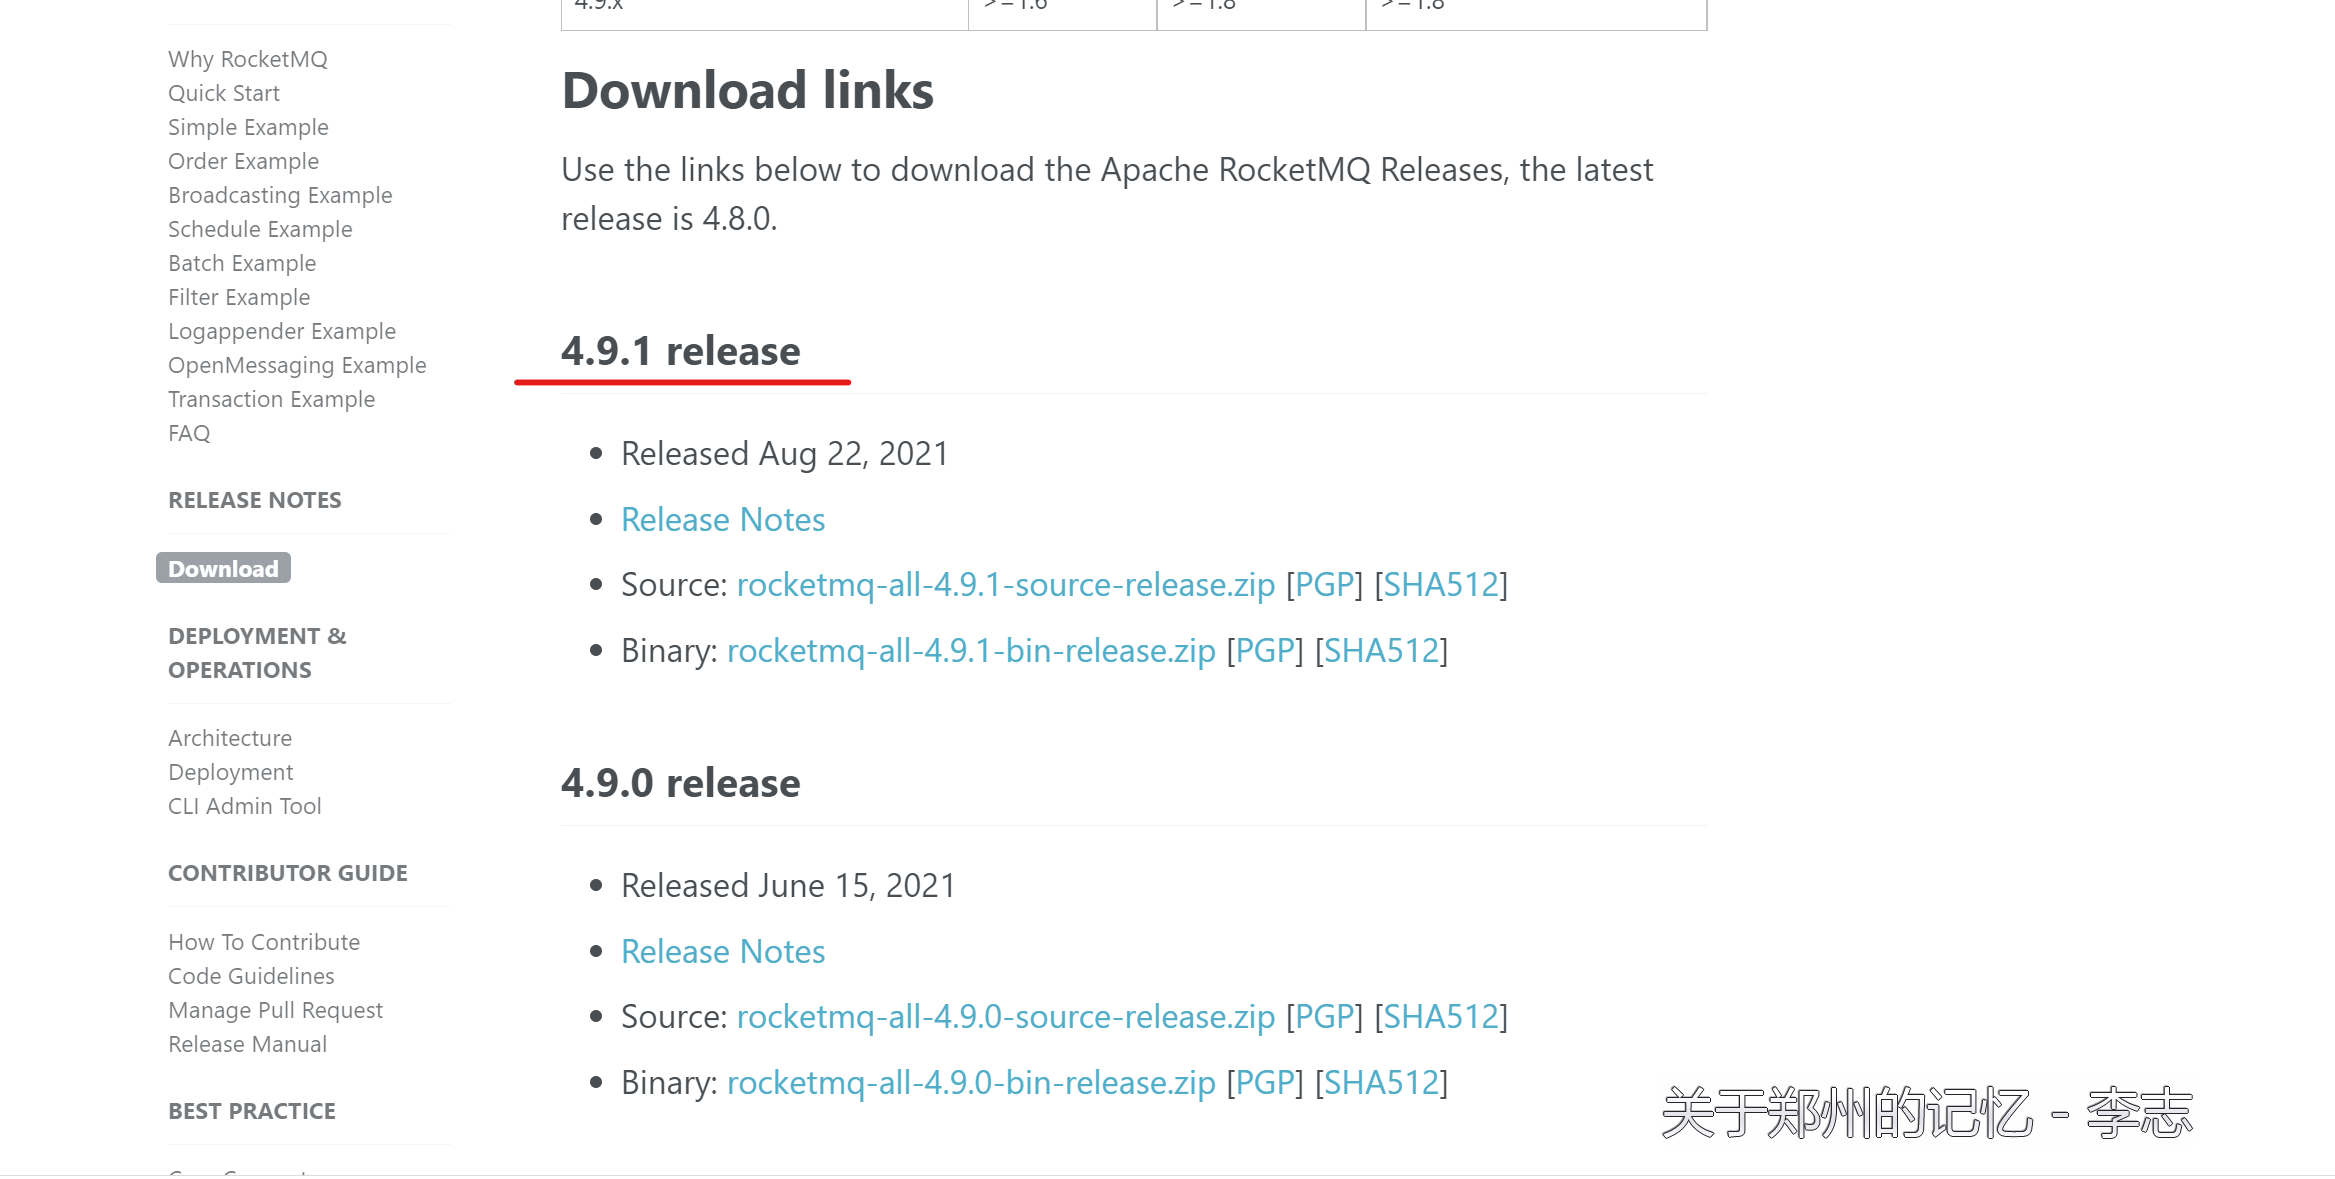 4.9.x >=1.6 >=1.8 >=1.8
Why RocketMQ
Quick Start
Simple Example
Order Example
Broadcasting Example
Schedule Example
Batch Example
Filter Example
Logappender Example
OpenMessaging Example
Transaction Example
FAQ
RELEASE NOTES
Download
DEPLOYMENT &
OPERATIONS
Architecture
Deployment
CLI Admin Tool
CONTRIBUTOR GUIDE
How To Contribute
Code Guidelines
Manage Pull Request
Release Manual
BEST PRACTICE
Download links
Use the links below to download the Apache RocketMQ Releases, the latest
release is 4.8.0.
4.9.1 release
Released Aug 22, 2021
Release Notes
Source: rocketmq-all-4.9.1-source-release.zip [PGP] [SHA512]
Binary: rocketmq-all-4.9.1-bin-release.zip [PGP] [SHA512]
4.9.0 release
Released June 15, 2021
Release Notes
Source: rocketmq-all-4.9.0-source-release.zip [PGP] [SHA512]
Binary: rocketmq-all-4.9.0-bin-release.zip [PGP] [SHA512]
关于郑州的记忆 - 李志